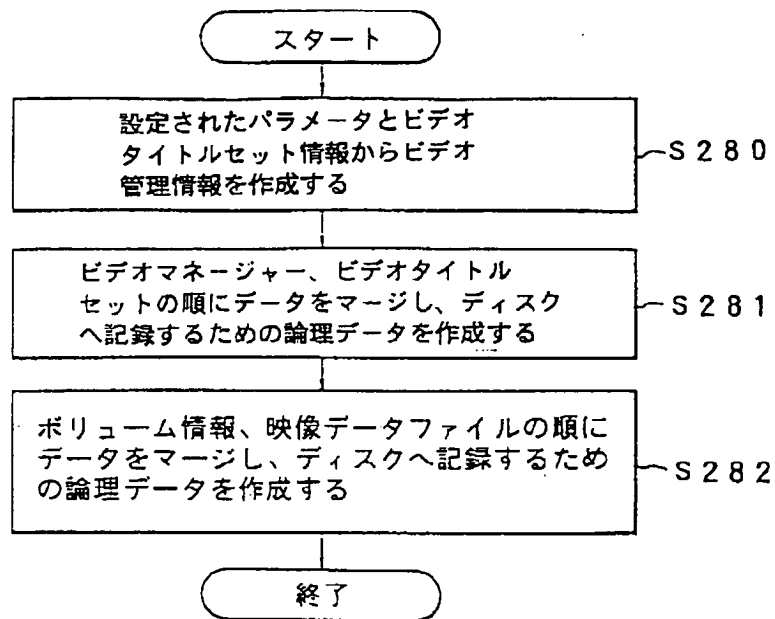 スタート
設定されたパラメータとビデオ
タイトルセット情報からビデオ
管理情報を作成する
S280
ビデオマネージャー、ビデオタイトル
セットの順にデータをマージし、ディスク
へ記録するための論理データを作成する
S281
ボリューム情報、映像データファイルの順に
データをマージし、ディスクへ記録するため
の論理データを作成する
S282
終了